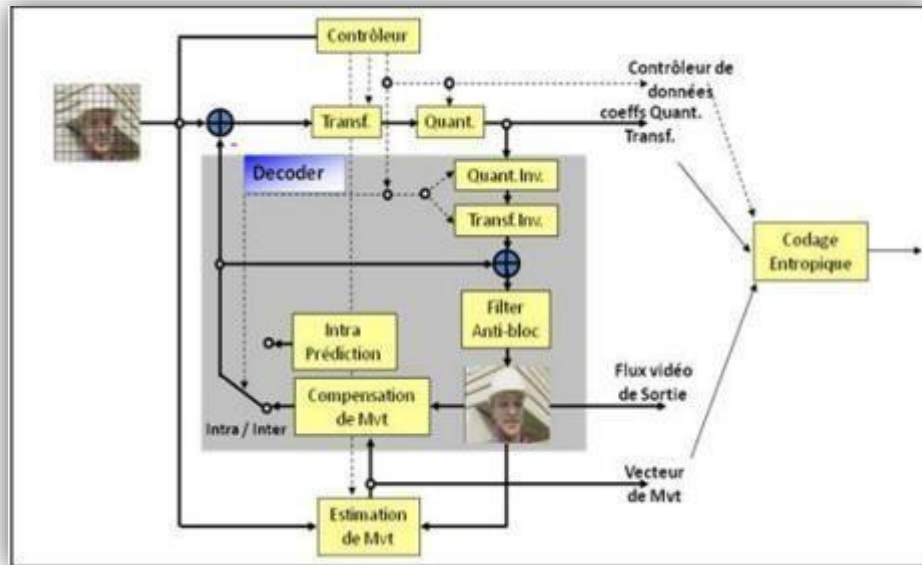 Contrôleur
Contrôleur de
données
coeffs Quant.
Transf.
Transf.
Quant.
Decoder
Quant. Inv.
Transf. Inv.
Codage
Entropique
Filter
Anti-bloc
Intra
Prédiction
Compensation
de Mvt
Intra / Inter
Flux vidéo
de Sortie
Vecteur
de Mvt
Estimation
de Mvt
-